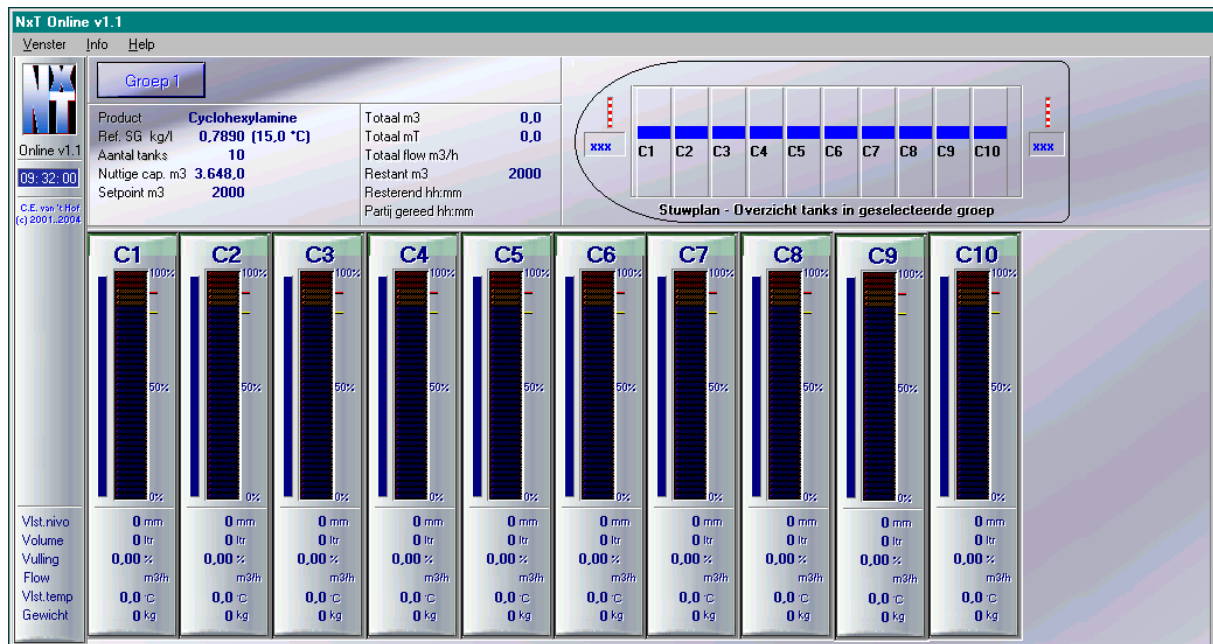 NxT Online v1.1
Venster Info Help
NXT
Online v1.1
09:32:00
C.E. van 't Hof
(c) 2001..2004
Groep 1
Product Cyclohexylamine
Ref. SG kg/l 0,7890 (15,0 °C)
Aantal tanks 10
Nuttige cap. m3 3.648,0
Setpoint m3 2000
Totaal m3 0,0
Totaal mT 0,0
Totaal flow m3/h
Restant m3 2000
Resterend hh:mm
Partij gereed hh:mm
xxx C1 C2 C3 C4 C5 C6 C7 C8 C9 C10 xxx
Stuwplan - Overzicht tanks in geselecteerde groep
C1 C2 C3 C4 C5 C6 C7 C8 C9 C10
100% 100% 100% 100% 100% 100% 100% 100% 100% 100%
50% 50% 50% 50% 50% 50% 50% 50% 50% 50%
0% 0% 0% 0% 0% 0% 0% 0% 0% 0%
Vlst.nivo 0 mm 0 mm 0 mm 0 mm 0 mm 0 mm 0 mm 0 mm 0 mm 0 mm
Volume 0 ltr 0 ltr 0 ltr 0 ltr 0 ltr 0 ltr 0 ltr 0 ltr 0 ltr 0 ltr
Vulling 0,00 % 0,00 % 0,00 % 0,00 % 0,00 % 0,00 % 0,00 % 0,00 % 0,00 % 0,00 %
Flow m3/h m3/h m3/h m3/h m3/h m3/h m3/h m3/h m3/h m3/h
Vlst.temp 0,0 °C 0,0 °C 0,0 °C 0,0 °C 0,0 °C 0,0 °C 0,0 °C 0,0 °C 0,0 °C 0,0 °C
Gewicht 0 kg 0 kg 0 kg 0 kg 0 kg 0 kg 0 kg 0 kg 0 kg 0 kg